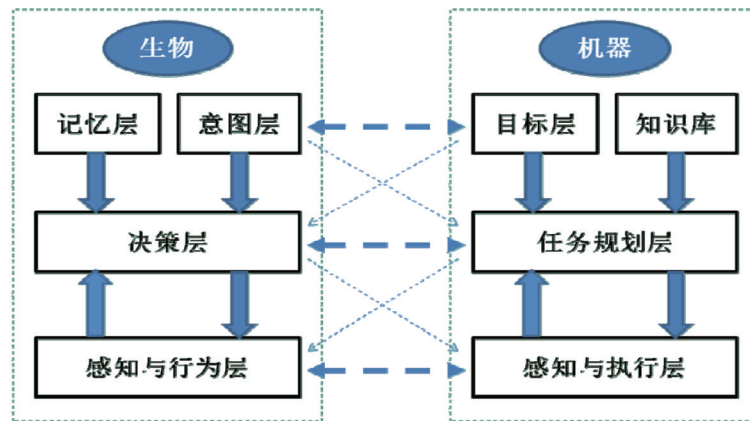 生物
机器
记忆层
意图层
目标层
知识库
决策层
任务规划层
感知与行为层
感知与执行层